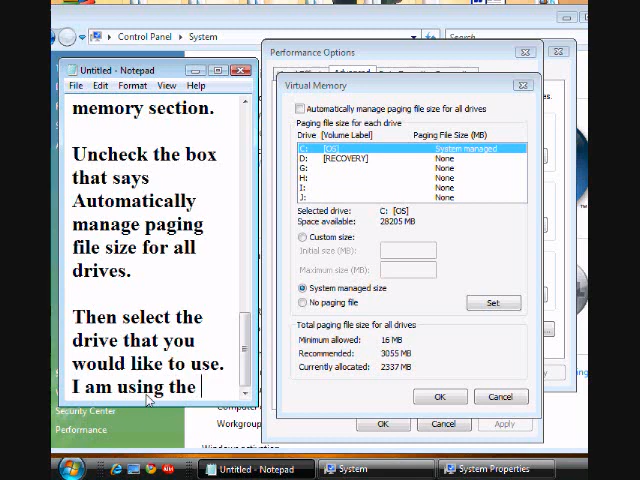 Control Panel
System
Search
Performance Options
Advanced
Untitled - Notepad
File Edit Format View Help
memory section.
Uncheck the box
that says
Automatically
manage paging
file size for all
drives.
Then select the
drive that you
would like to use.
I am using the
Virtual Memory
Automatically manage paging file size for all drives
Paging file size for each drive
Drive [Volume Label] Paging File Size (MB)
C: [OS] System managed
D: [RECOVERY] None
G: None
H: None
I: None
J: None
Selected drive: C: [OS]
Space available: 28205 MB
Custom size:
Initial size (MB):
Maximum size (MB):
System managed size
No paging file
Set
Total paging file size for all drives
Minimum allowed: 16 MB
Recommended: 3055 MB
Currently allocated: 2337 MB
OK Cancel
OK Cancel Apply
Security Center
Performance
Workgroup
Untitled - Notepad
System
System Properties